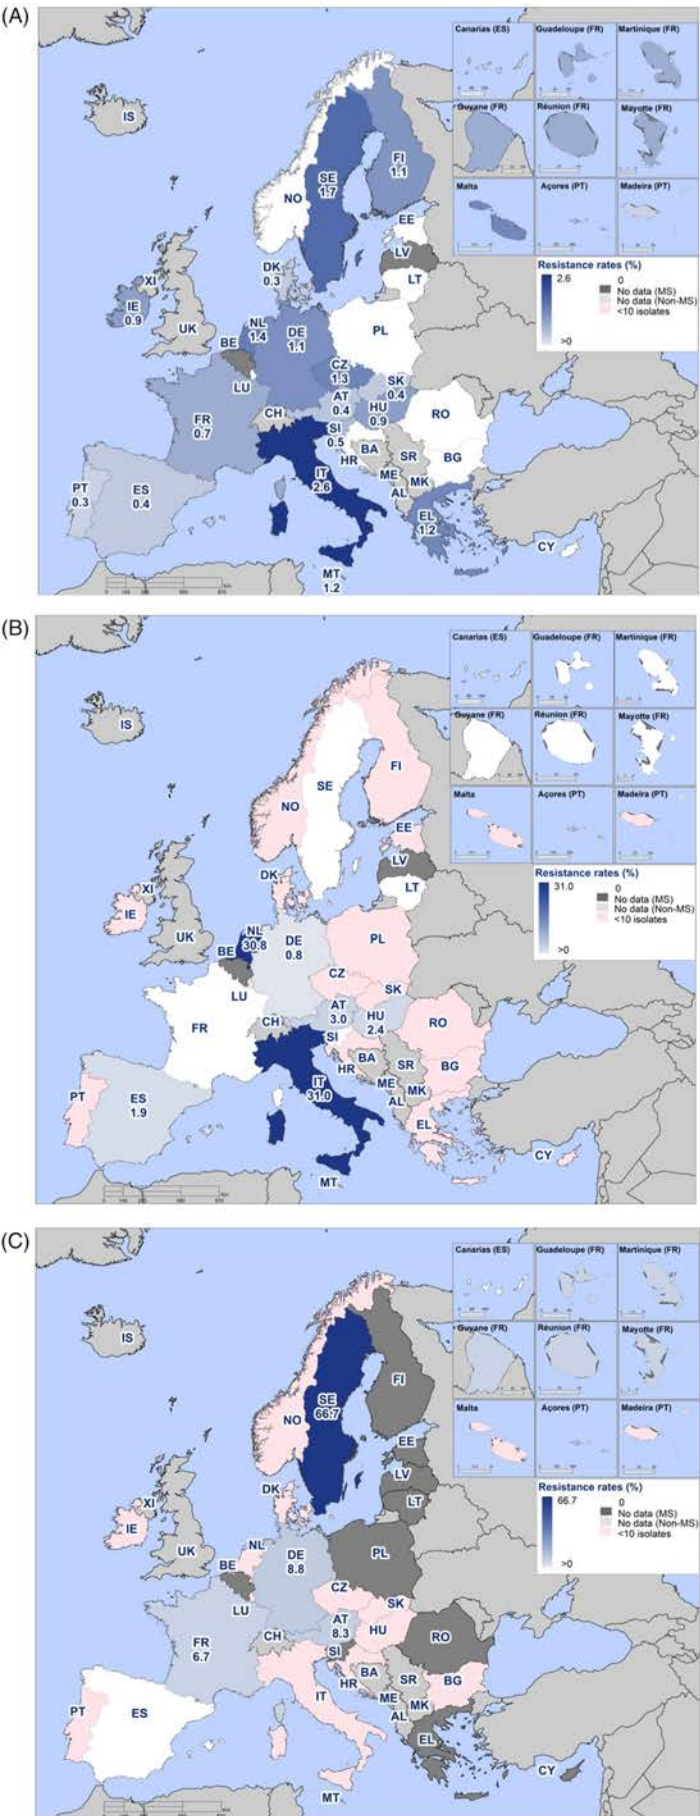 (A)
Canarias (ES)
Guadeloupe (FR)
Martinique (FR)
Guyane (FR)
Réunion (FR)
Mayotte (FR)
Malta
Açores (PT)
Madeira (PT)
Resistance rates (%)
2.6
>0
0
No data (MS)
No data (Non-MS)
<10 isolates
IS
NO
SE
1.7
FI
1.1
EE
LV
LT
DK
0.3
XI
IE
0.9
UK
NL
1.4
BE
DE
1.1
PL
LU
CZ
1.3
SK
0.4
AT
0.4
HU
0.9
CH
FR
0.7
SI
0.5
HR
BA
SR
ME
MK
AL
RO
BG
IT
2.6
PT
0.3
ES
0.4
EL
1.2
CY
MT
1.2
(B)
Canarias (ES)
Guadeloupe (FR)
Martinique (FR)
Guyane (FR)
Réunion (FR)
Mayotte (FR)
Malta
Açores (PT)
Madeira (PT)
Resistance rates (%)
31.0
>0
0
No data (MS)
No data (Non-MS)
<10 isolates
IS
NO
SE
FI
EE
LV
LT
DK
XI
IE
UK
NL
30.8
BE
DE
0.8
PL
LU
CZ
SK
AT
3.0
HU
2.4
CH
FR
SI
HR
BA
SR
ME
MK
AL
RO
BG
IT
31.0
PT
ES
1.9
EL
CY
MT
(C)
Canarias (ES)
Guadeloupe (FR)
Martinique (FR)
Guyane (FR)
Réunion (FR)
Mayotte (FR)
Malta
Açores (PT)
Madeira (PT)
Resistance rates (%)
66.7
>0
0
No data (MS)
No data (Non-MS)
<10 isolates
IS
NO
SE
66.7
FI
EE
LV
LT
DK
XI
IE
UK
NL
BE
DE
8.8
PL
LU
CZ
SK
AT
8.3
HU
CH
FR
6.7
SI
HR
BA
SR
ME
MK
AL
RO
BG
IT
PT
ES
EL
CY
MT